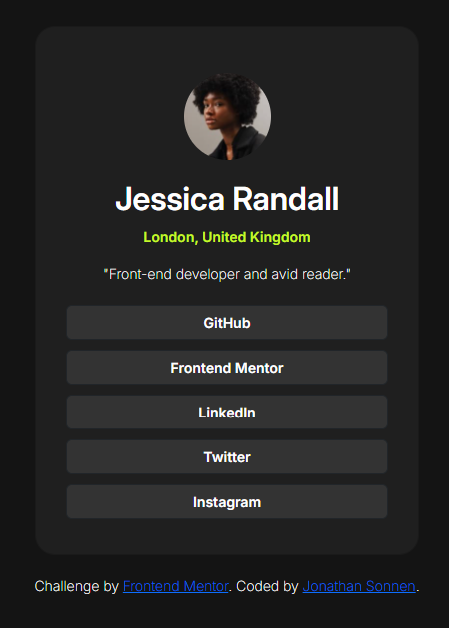 Jessica Randall
London, United Kingdom
"Front-end developer and avid reader."
GitHub
Frontend Mentor
LinkedIn
Twitter
Instagram
Challenge by Frontend Mentor. Coded by Jonathan Sonnen.